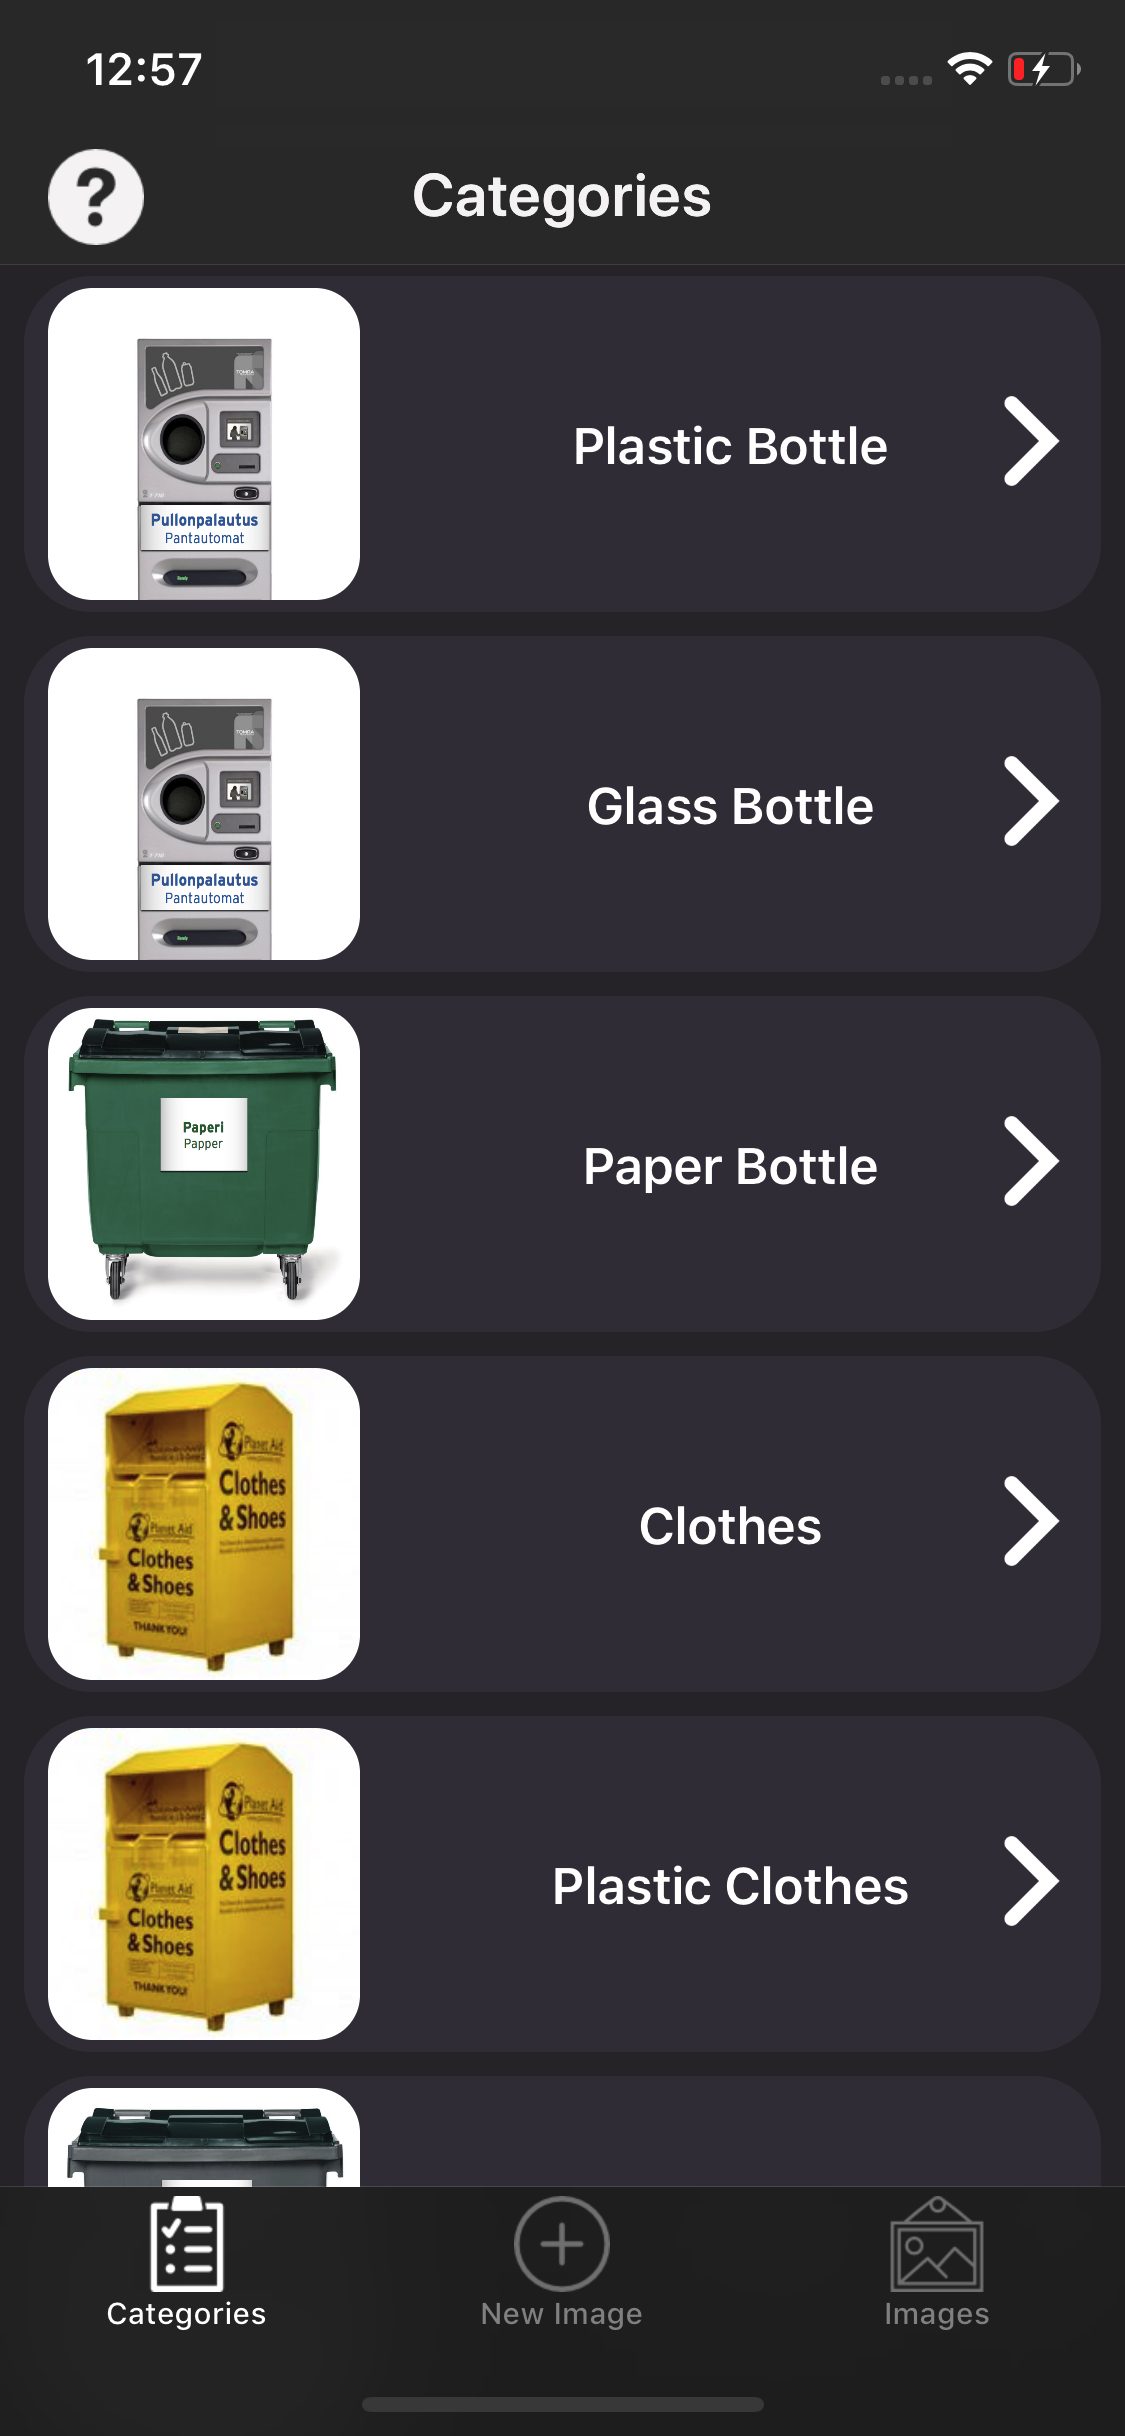 12:57
?
Categories
TOMRA
Pullonpalautus
Pantautomat
Plastic Bottle
TOMRA
Pullonpalautus
Pantautomat
Glass Bottle
Paperi
Papper
Paper Bottle
Planet Aid
Clothes
& Shoes
Planet Aid
Clothes
& Shoes
THANK YOU!
Clothes
Planet Aid
Clothes
& Shoes
Planet Aid
Clothes
& Shoes
THANK YOU!
Plastic Clothes
Categories
New Image
Images